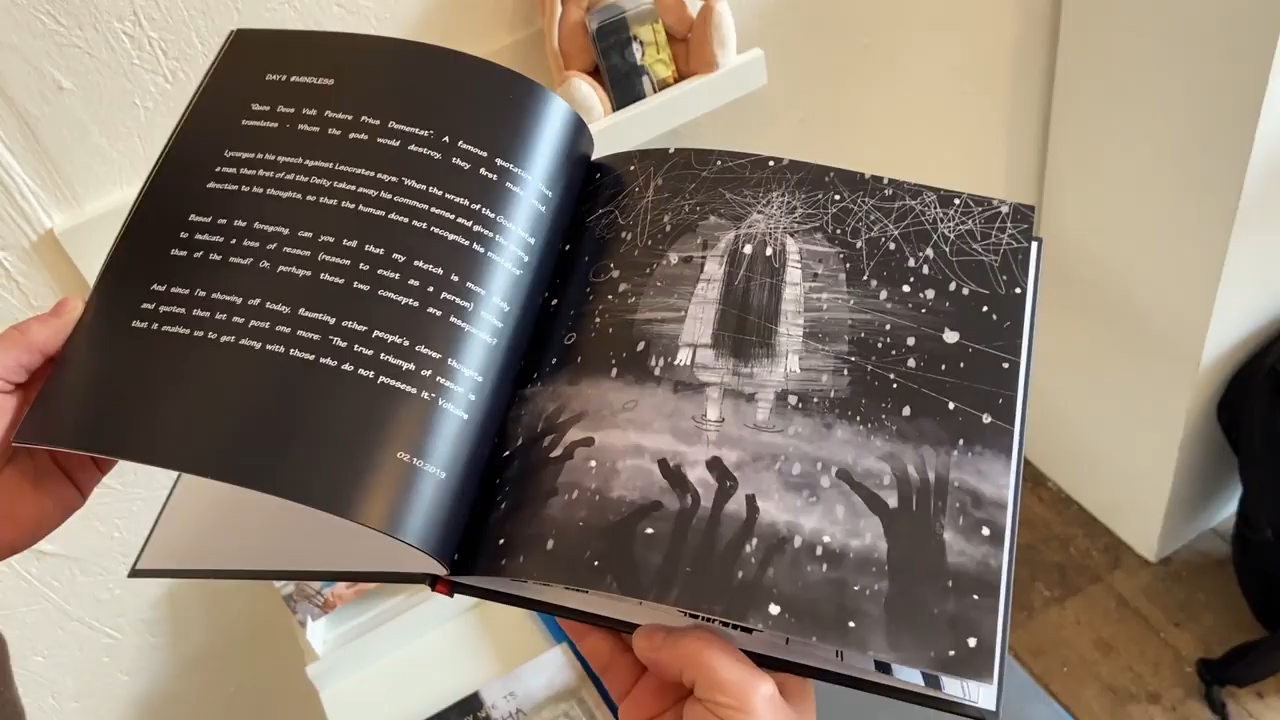 DAY 8 #MINDLESS
"Quos Deus Vult Perdere Prius Dementat". A famous quotation that
translates - Whom the gods would destroy, they first make mad.
Lycurgus in his speech against Leocrates says: "When the wrath of the Gods befall
a man, then first of all the Deity takes away his common sense and gives the wrong
direction to his thoughts, so that the human does not recognize his mistakes"
Based on the foregoing, can you tell that my sketch is more likely
to indicate a loss of reason (reason to exist as a person) rather
than of the mind? Or, perhaps these two concepts are inseparable?
And since I'm showing off today, flaunting other people's clever thoughts
and quotes, then let me post one more: "The true triumph of reason is
that it enables us to get along with those who do not possess it." Voltaire
02.10.2019